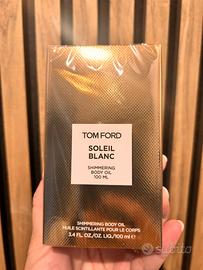 TOM FORD
SOLEIL
BLANC
SHIMMERING
BODY OIL
100 ML
SHIMMERING BODY OIL
HUILE SCINTILLANTE POUR LE CORPS
3.4 FL.OZ./OZ. LIQ./100 ml ℮
subito